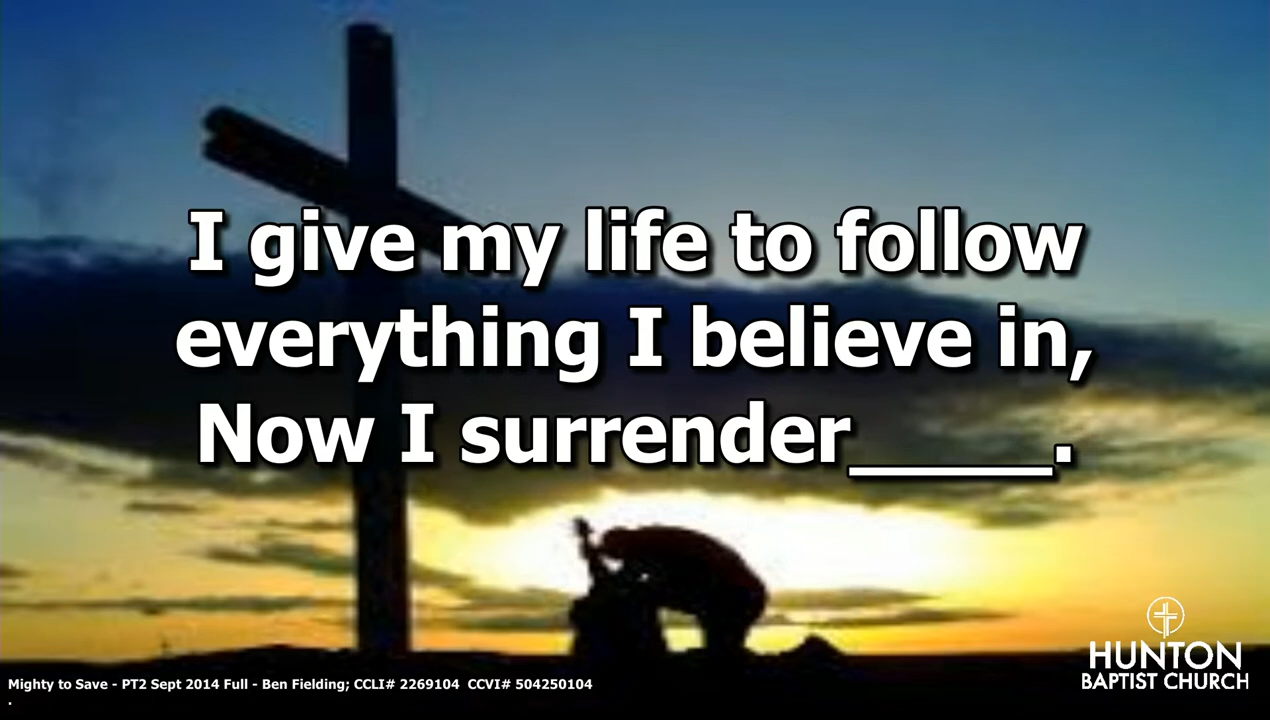 I give my life to follow
everything I believe in,
Now I surrender____.
HUNTON
BAPTIST CHURCH
Mighty to Save - PT2 Sept 2014 Full - Ben Fielding; CCLI# 2269104 CCVI# 504250104
.